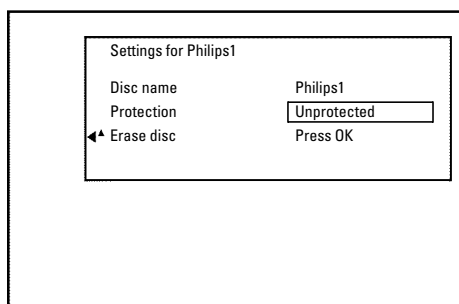 Settings for Philips1
Disc name Philips1
Protection Unprotected
Erase disc Press OK